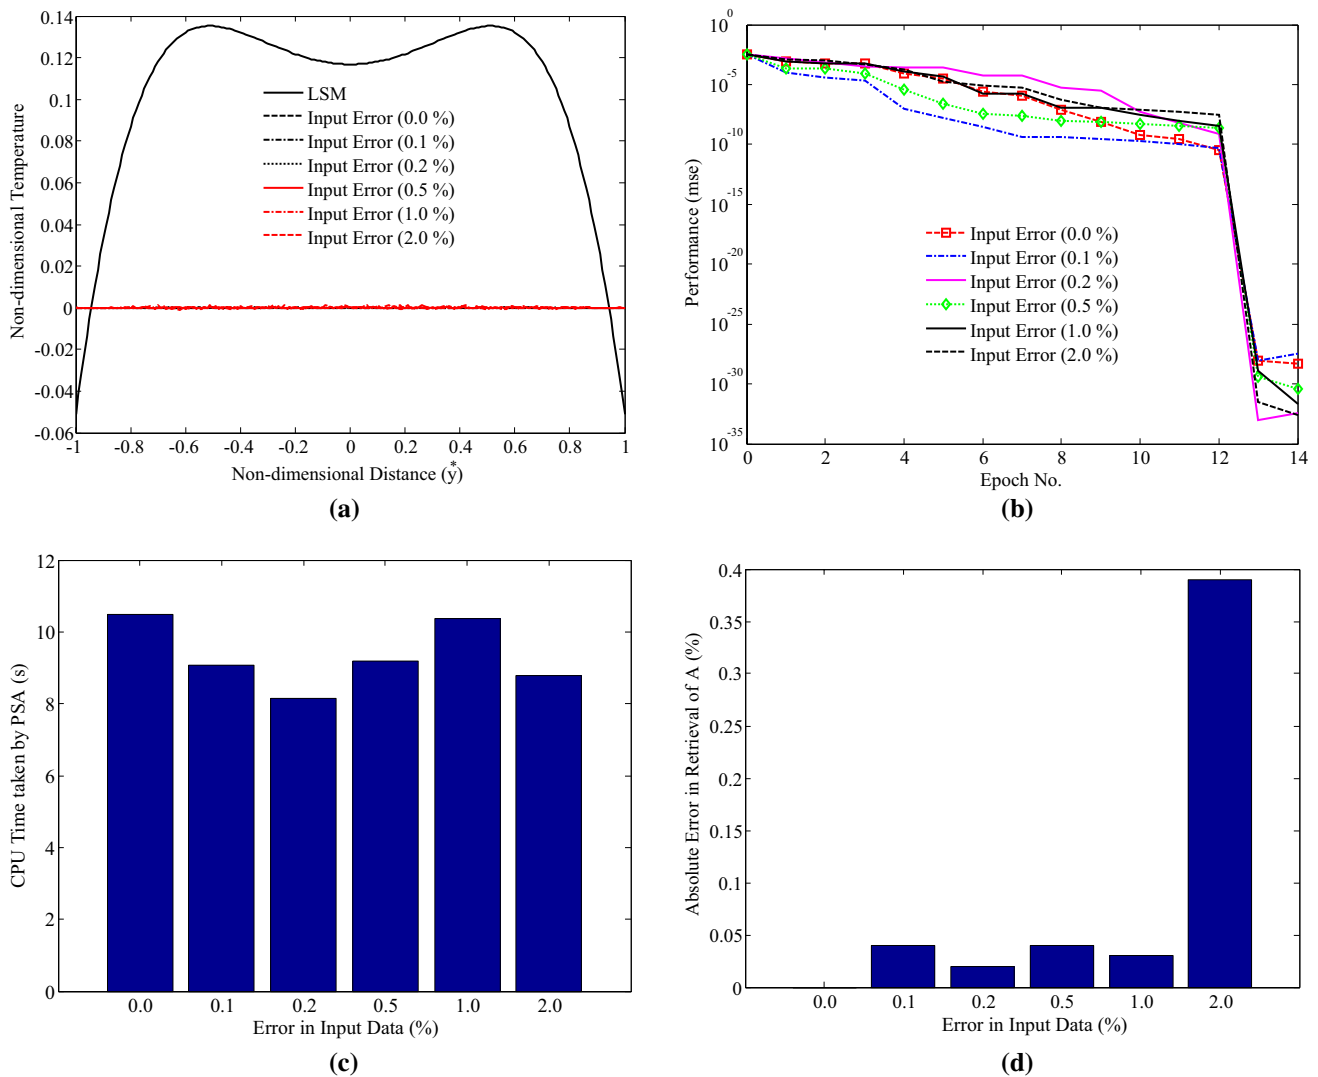 0.14
0.12
0.1
0.08
0.06
0.04
0.02
0
-0.02
-0.04
-0.06
Non-dimensional Temperature
LSM
Input Error (0.0 %)
Input Error (0.1 %)
Input Error (0.2 %)
Input Error (0.5 %)
Input Error (1.0 %)
Input Error (2.0 %)
-1 -0.8 -0.6 -0.4 -0.2 0 0.2 0.4 0.6 0.8 1
Non-dimensional Distance (y*)
(a)
10^0
10^-5
10^-10
10^-15
10^-20
10^-25
10^-30
10^-35
Performance (mse)
Input Error (0.0 %)
Input Error (0.1 %)
Input Error (0.2 %)
Input Error (0.5 %)
Input Error (1.0 %)
Input Error (2.0 %)
0 2 4 6 8 10 12 14
Epoch No.
(b)
12
10
8
6
4
2
0
CPU Time taken by PSA (s)
0.0 0.1 0.2 0.5 1.0 2.0
Error in Input Data (%)
(c)
0.4
0.35
0.3
0.25
0.2
0.15
0.1
0.05
0
Absolute Error in Retrieval of A (%)
0.0 0.1 0.2 0.5 1.0 2.0
Error in Input Data (%)
(d)